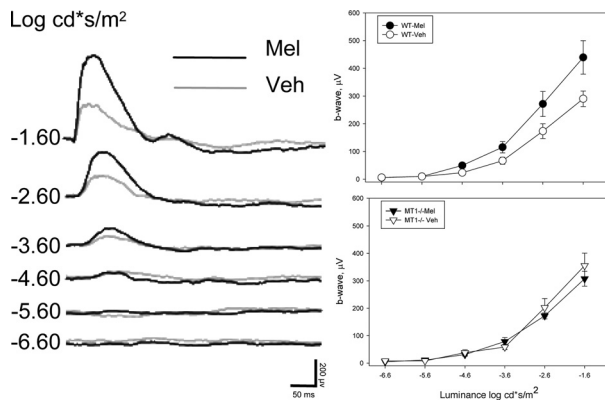 Log cd*s/m²
Mel
Veh
-1.60
-2.60
-3.60
-4.60
-5.60
-6.60
200 µv
50 ms
600
500
400
300
200
100
0
b-wave, µV
WT-Mel
WT-Veh
600
500
400
300
200
100
0
b-wave, µV
MT1-/-Mel
MT1-/- Veh
-6.6 -5.6 -4.6 -3.6 -2.6 -1.6
Luminance log cd*s/m²